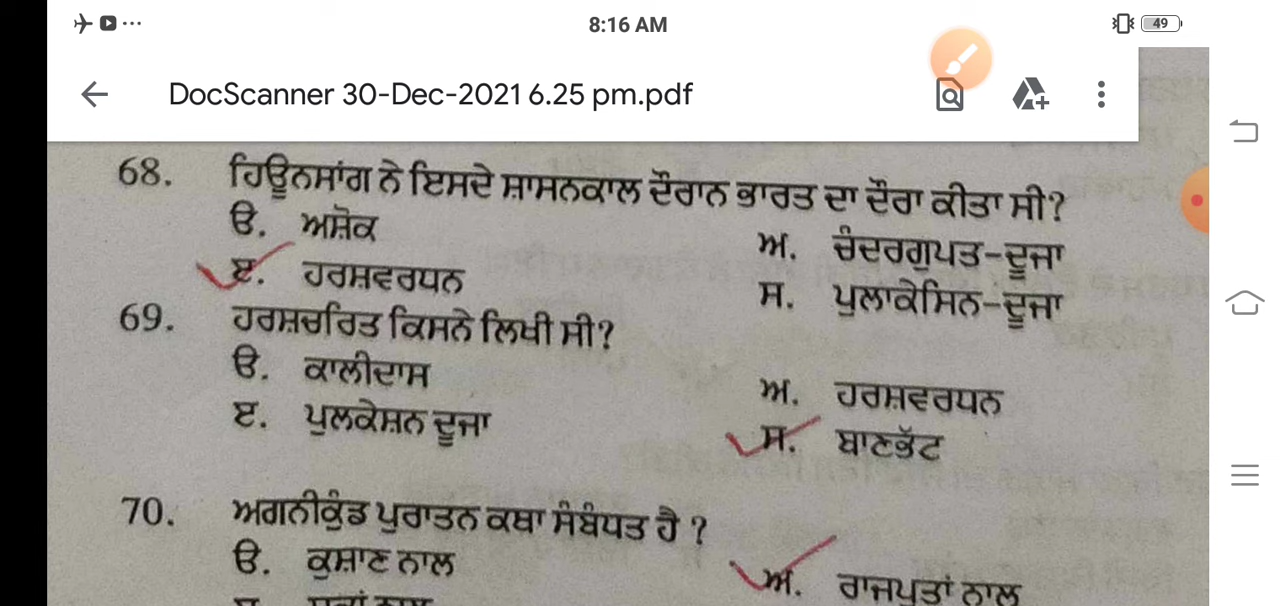 8:16 AM
49
DocScanner 30-Dec-2021 6.25 pm.pdf
68. ਹਿਊਨਸਾਂਗ ਨੇ ਇਸਦੇ ਸ਼ਾਸਨਕਾਲ ਦੌਰਾਨ ਭਾਰਤ ਦਾ ਦੌਰਾ ਕੀਤਾ ਸੀ?
ੳ. ਅਸ਼ੋਕ
ਅ. ਚੰਦਰਗੁਪਤ-ਦੂਜਾ
ੲ. ਹਰਸ਼ਵਰਧਨ
ਸ. ਪੁਲਾਕੇਸਿਨ-ਦੂਜਾ
69. ਹਰਸ਼ਚਰਿਤ ਕਿਸਨੇ ਲਿਖੀ ਸੀ?
ੳ. ਕਾਲੀਦਾਸ
ਅ. ਹਰਸ਼ਵਰਧਨ
ੲ. ਪੁਲਕੇਸ਼ਨ ਦੂਜਾ
ਸ. ਬਾਣਭੱਟ
70. ਅਗਨੀਕੁੰਡ ਪੁਰਾਤਨ ਕਥਾ ਸੰਬੰਧਤ ਹੈ ?
ੳ. ਕੁਸ਼ਾਣ ਨਾਲ
ਅ. ਰਾਜਪੁਤਾਂ ਨਾਲ